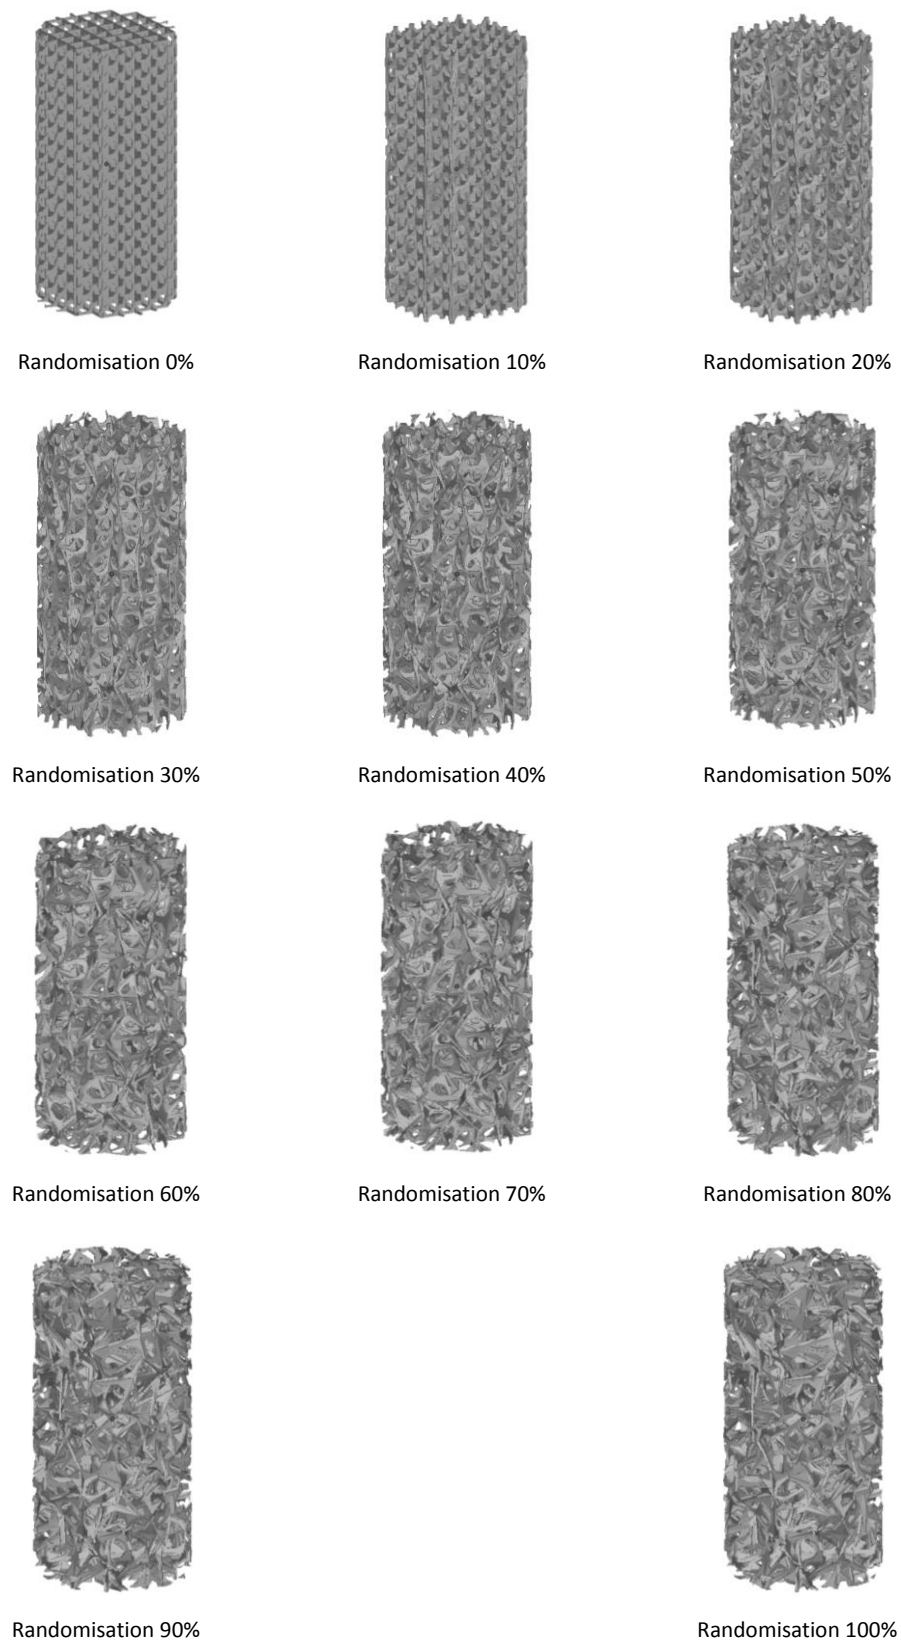 Randomisation 0%
Randomisation 10%
Randomisation 20%
Randomisation 30%
Randomisation 40%
Randomisation 50%
Randomisation 60%
Randomisation 70%
Randomisation 80%
Randomisation 90%
Randomisation 100%